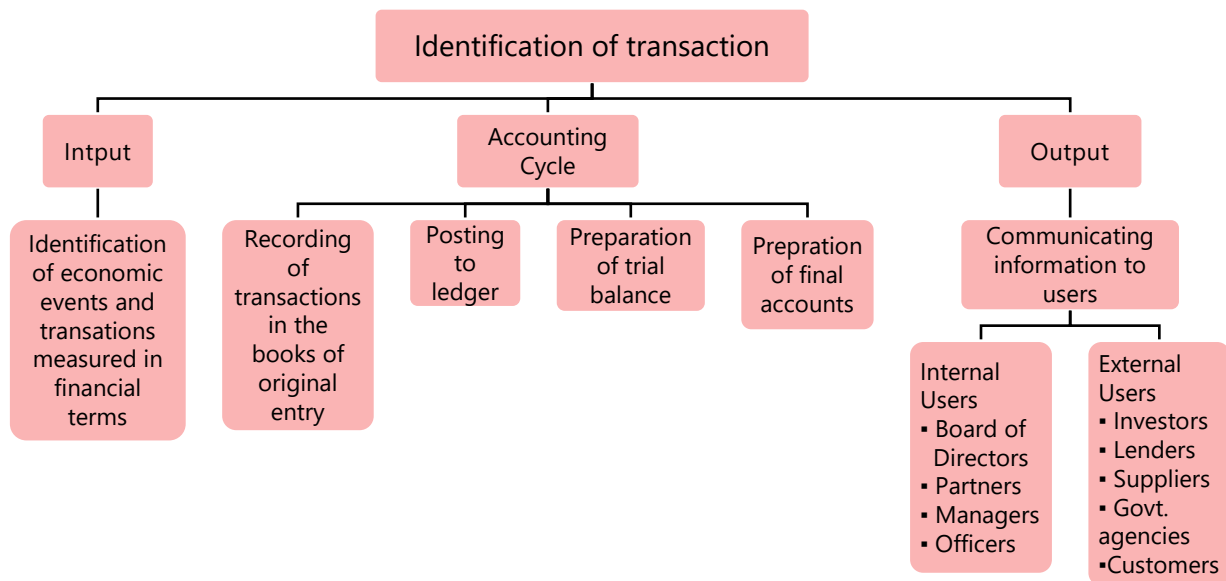 Identification of transaction
Intput
Accounting
Cycle
Output
Identification
of economic
events and
transations
measured in
financial
terms
Recording
of
transactions
in the
books of
original
entry
Posting
to
ledger
Preparation
of trial
balance
Prepration
of final
accounts
Communicating
information to
users
Internal
Users
▪ Board of
Directors
▪ Partners
▪ Managers
▪ Officers
External
Users
▪ Investors
▪ Lenders
▪ Suppliers
▪ Govt.
agencies
▪Customers